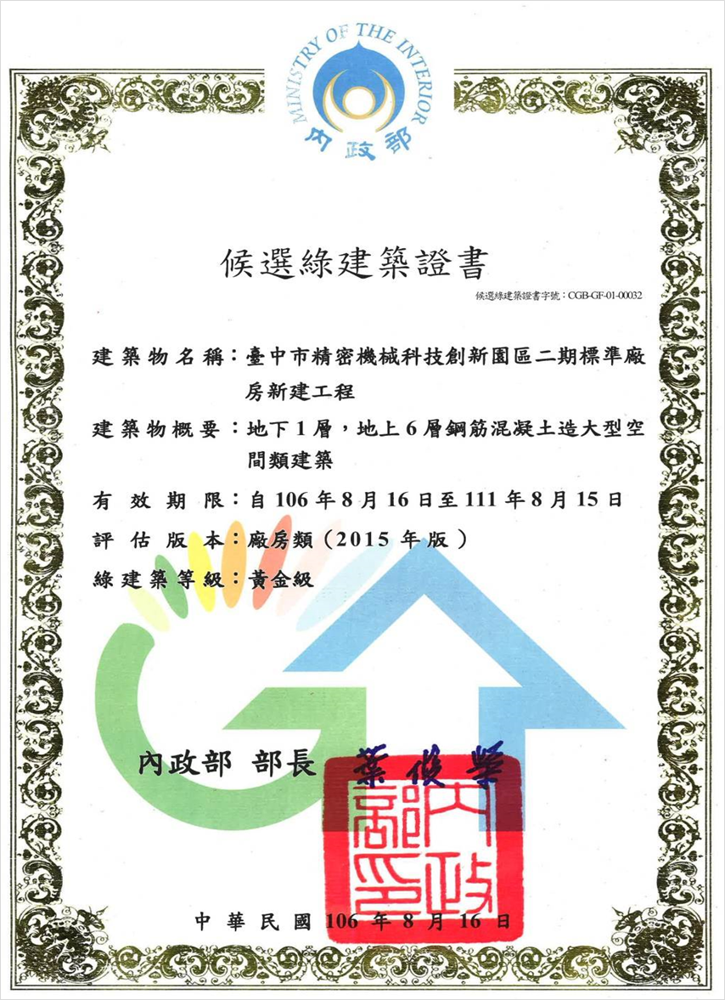 MINISTRY OF THE INTERIOR
內政部
候選綠建築證書
候選綠建築證書字號：CGB-GF-01-00032
建築物名稱：臺中市精密機械科技創新園區二期標準廠
房新建工程
建築物概要：地下1層，地上6層鋼筋混凝土造大型空
間類建築
有效期限：自106年8月16日至111年8月15日
評估版本：廠房類（2015年版）
綠建築等級：黃金級
內政部 部長 葉俊榮
內政部印
中華民國106年8月16日